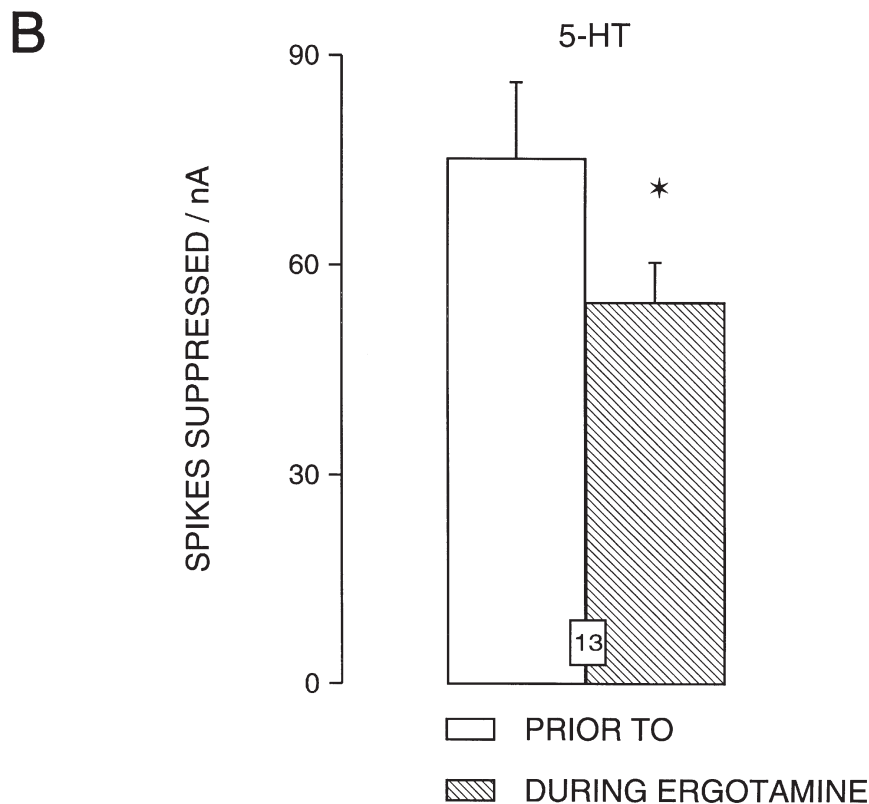 B
5-HT
90
60
30
0
SPIKES SUPPRESSED / nA
*
13
PRIOR TO
DURING ERGOTAMINE